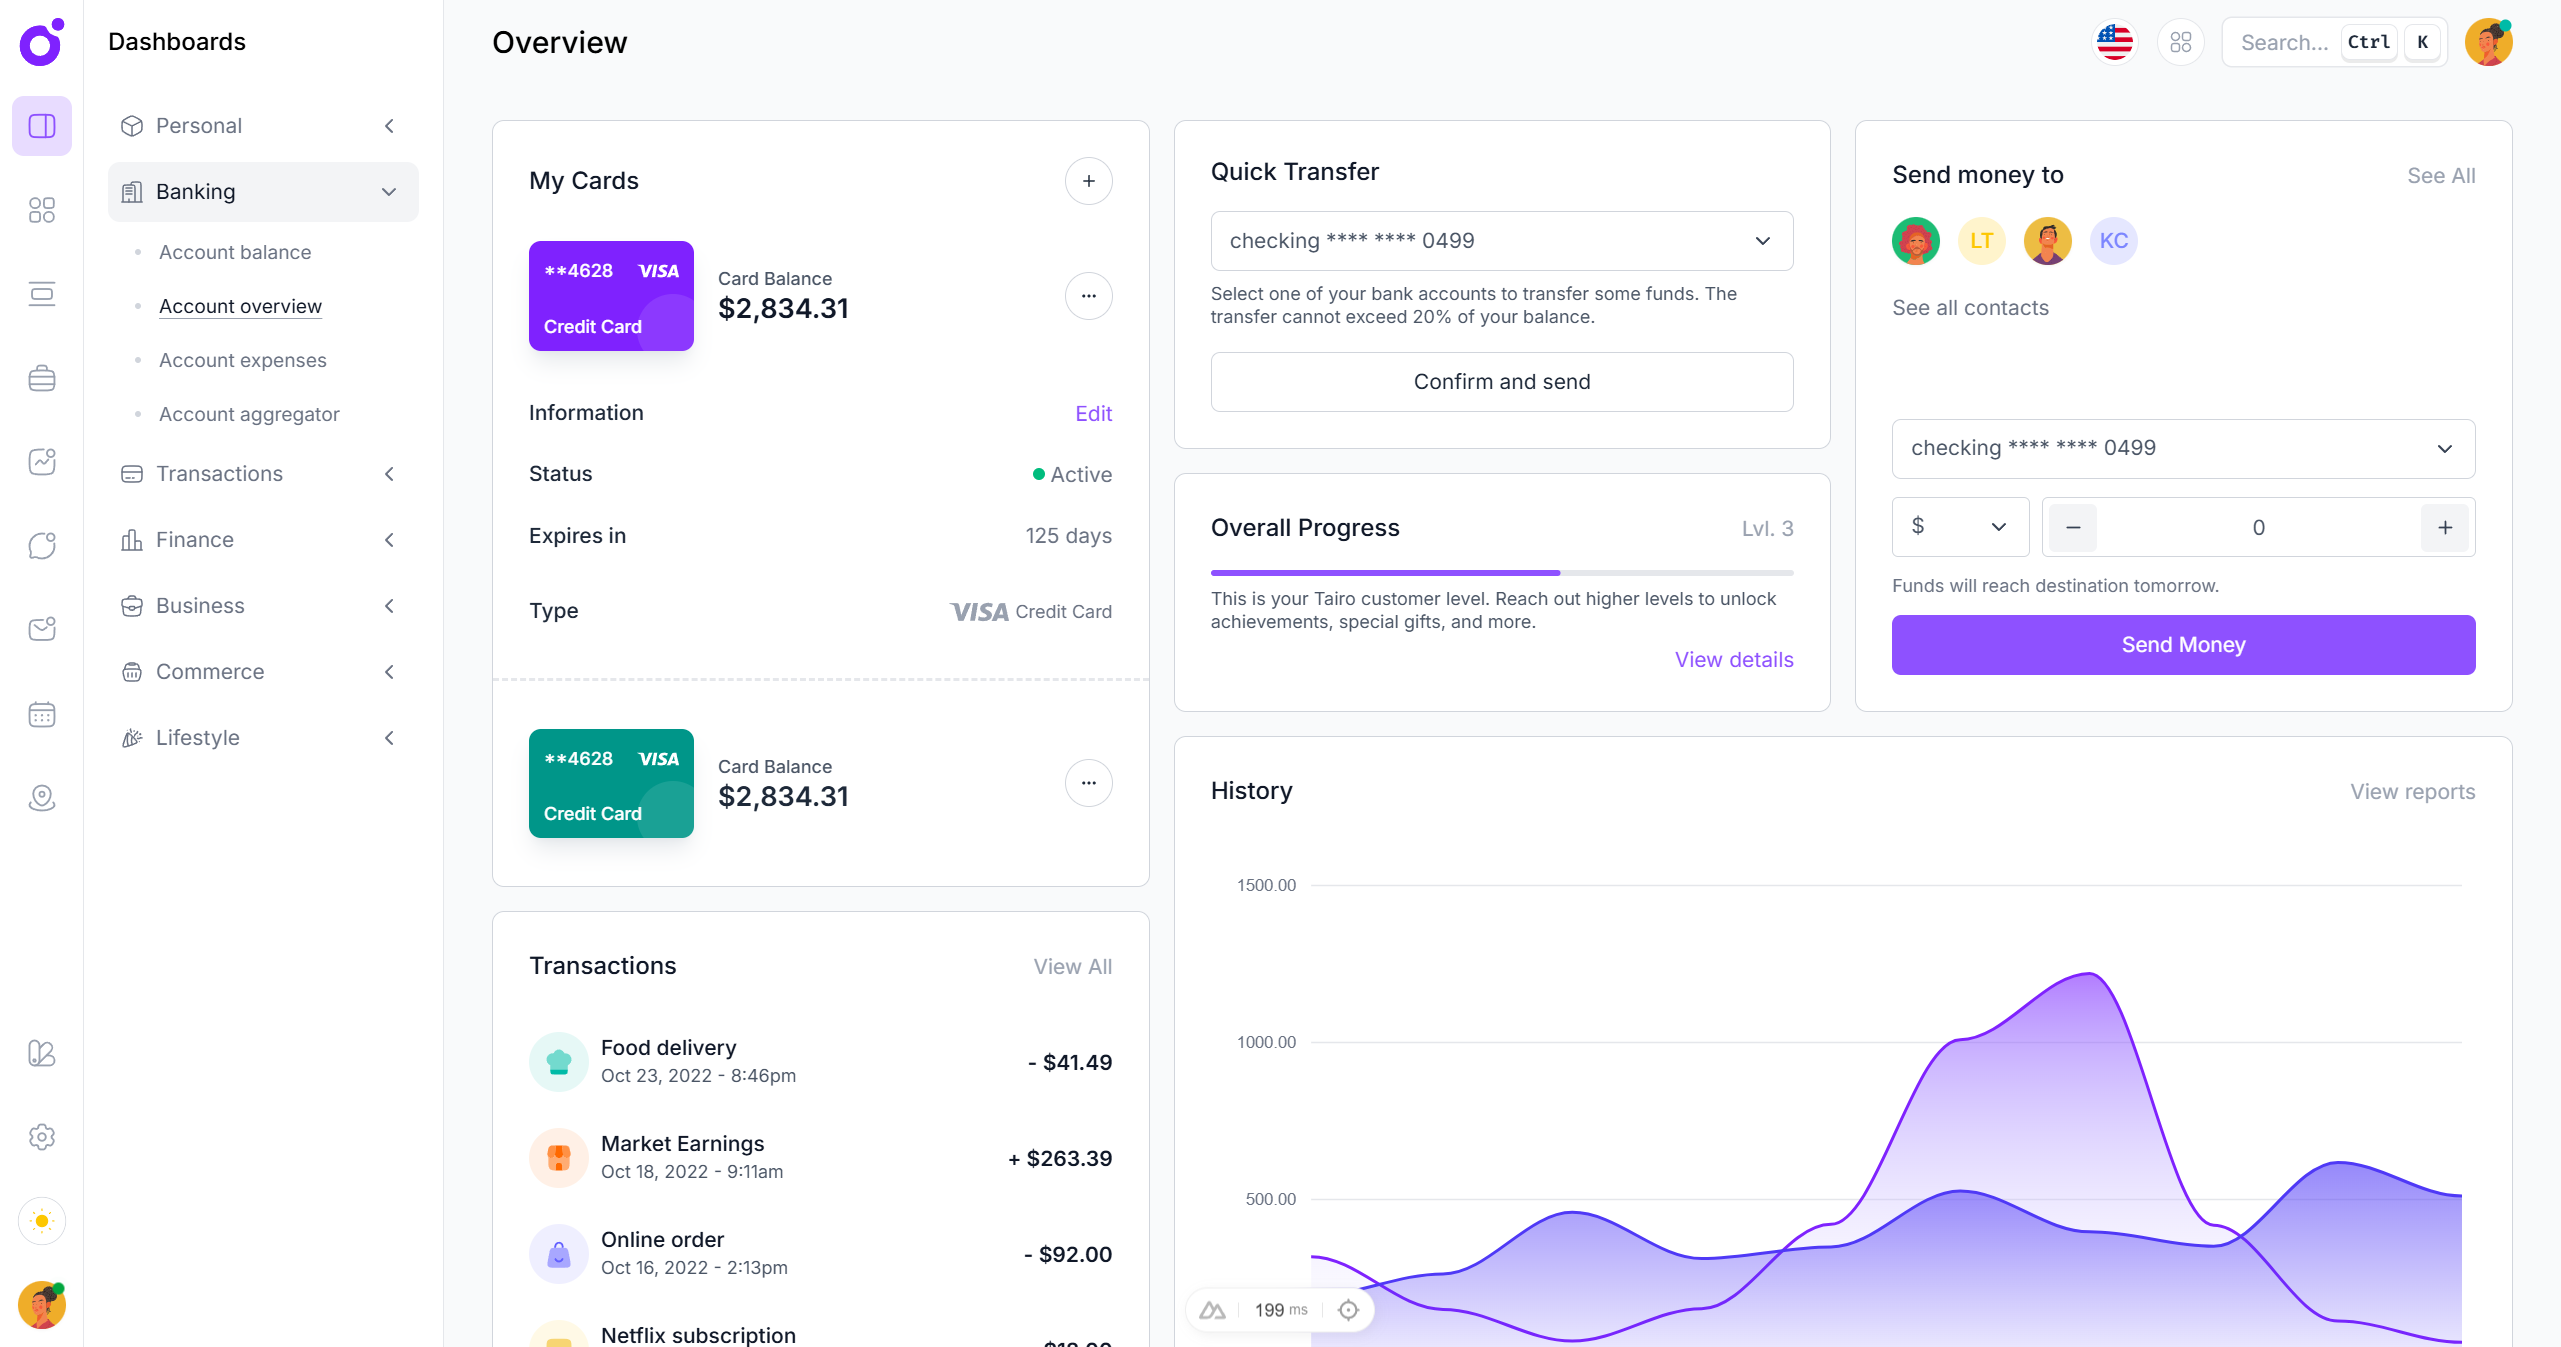 Dashboards
Personal
Banking
Account balance
Account overview
Account expenses
Account aggregator
Transactions
Finance
Business
Commerce
Lifestyle
Overview
Search... Ctrl K
My Cards
**4628 VISA
Credit Card
Card Balance
$2,834.31
Information Edit
Status Active
Expires in 125 days
Type VISA Credit Card
**4628 VISA
Credit Card
Card Balance
$2,834.31
Transactions View All
Food delivery
Oct 23, 2022 - 8:46pm
- $41.49
Market Earnings
Oct 18, 2022 - 9:11am
+ $263.39
Online order
Oct 16, 2022 - 2:13pm
- $92.00
Netflix subscription
Quick Transfer
checking **** **** 0499
Select one of your bank accounts to transfer some funds. The
transfer cannot exceed 20% of your balance.
Confirm and send
Overall Progress Lvl. 3
This is your Tairo customer level. Reach out higher levels to unlock
achievements, special gifts, and more.
View details
Send money to See All
LT KC
See all contacts
checking **** **** 0499
$ − 0 +
Funds will reach destination tomorrow.
Send Money
History View reports
1500.00
1000.00
500.00
199 ms